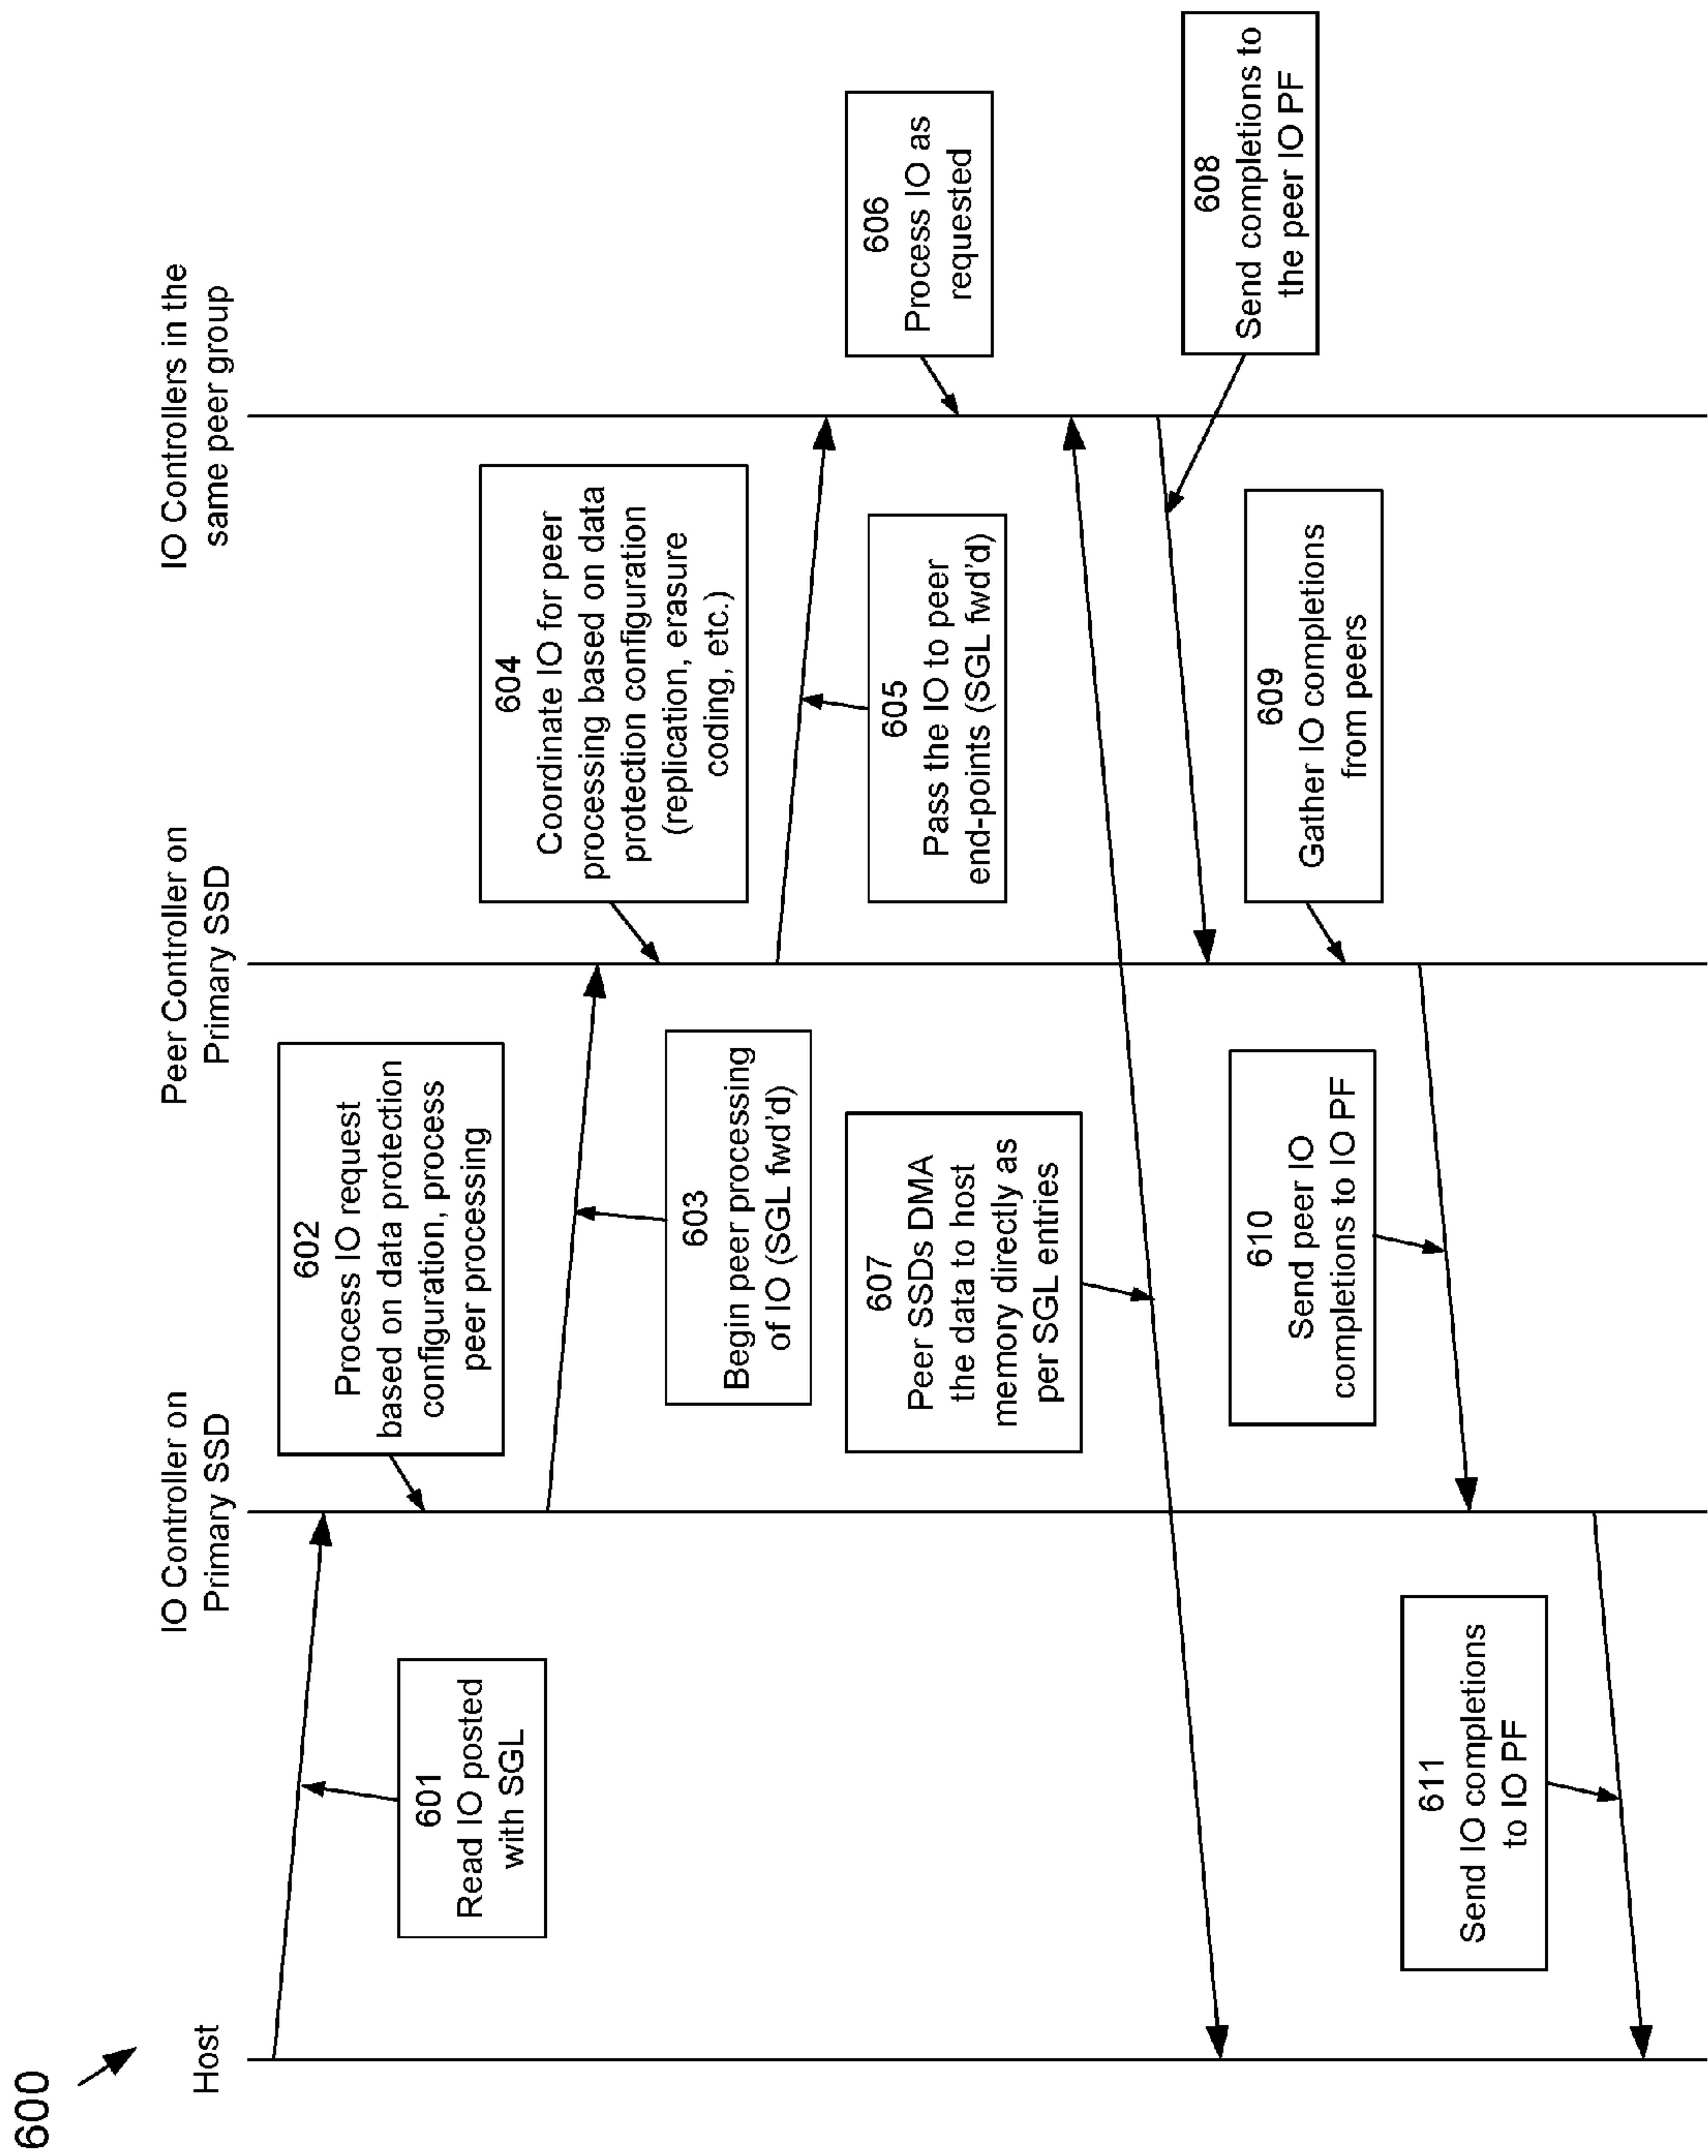 600
Host
IO Controller on
Primary SSD
Peer Controller on
Primary SSD
IO Controllers in the
same peer group
601
Read IO posted
with SGL
602
Process IO request
based on data protection
configuration, process
peer processing
603
Begin peer processing
of IO (SGL fwd'd)
604
Coordinate IO for peer
processing based on data
protection configuration
(replication, erasure
coding, etc.)
605
Pass the IO to peer
end-points (SGL fwd'd)
606
Process IO as
requested
607
Peer SSDs DMA
the data to host
memory directly as
per SGL entries
608
Send completions to
the peer IO PF
609
Gather IO completions
from peers
610
Send peer IO
completions to IO PF
611
Send IO completions
to IO PF